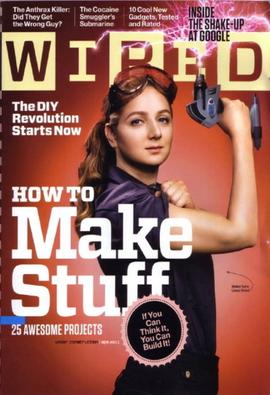 The Anthrax Killer:
Did They Get
the Wrong Guy?
The Cocaine
Smuggler's
Submarine
10 Cool New
Gadgets, Tested
and Rated
INSIDE
THE SHAKE-UP
AT GOOGLE
WIRED
The DIY
Revolution
Starts Now
HOW TO
Make
Stuff
25 AWESOME PROJECTS
If You
Can
Think It,
You Can
Build It!